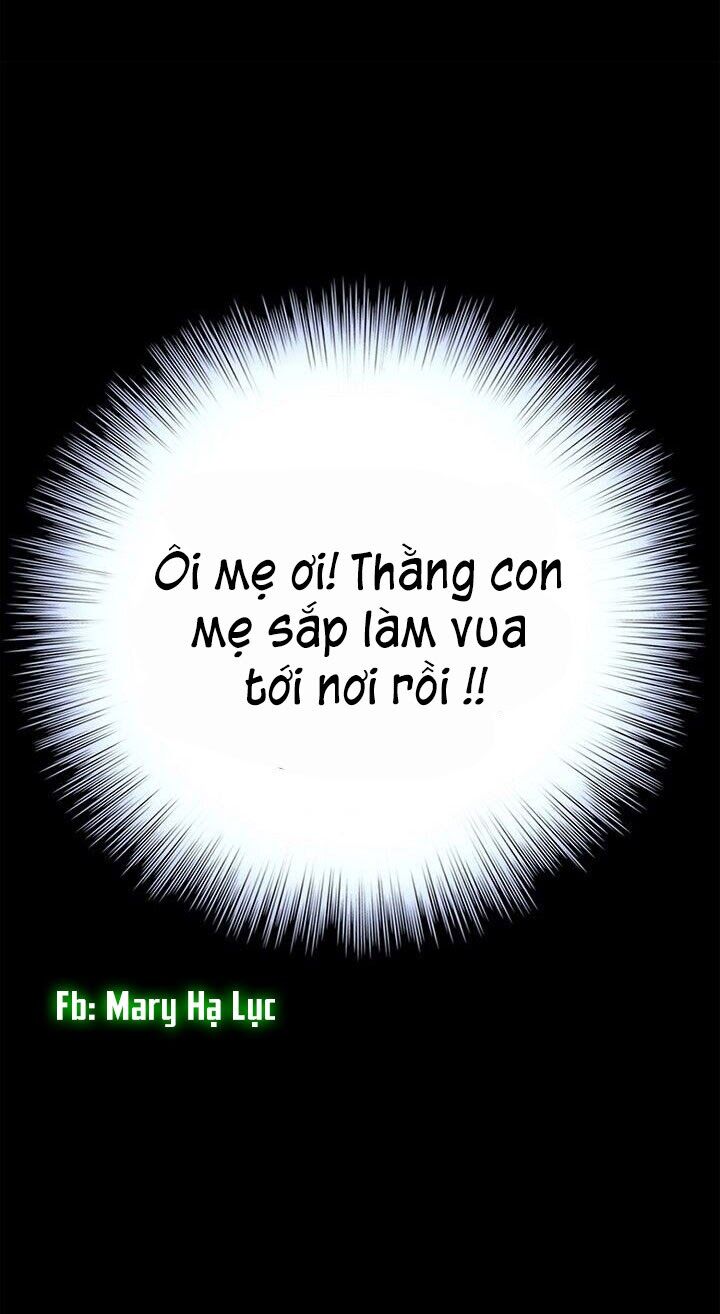 Ôi mẹ ơi! Thằng con
mẹ sắp làm vua
tới nơi rồi !!
Fb: Mary Hạ Lục